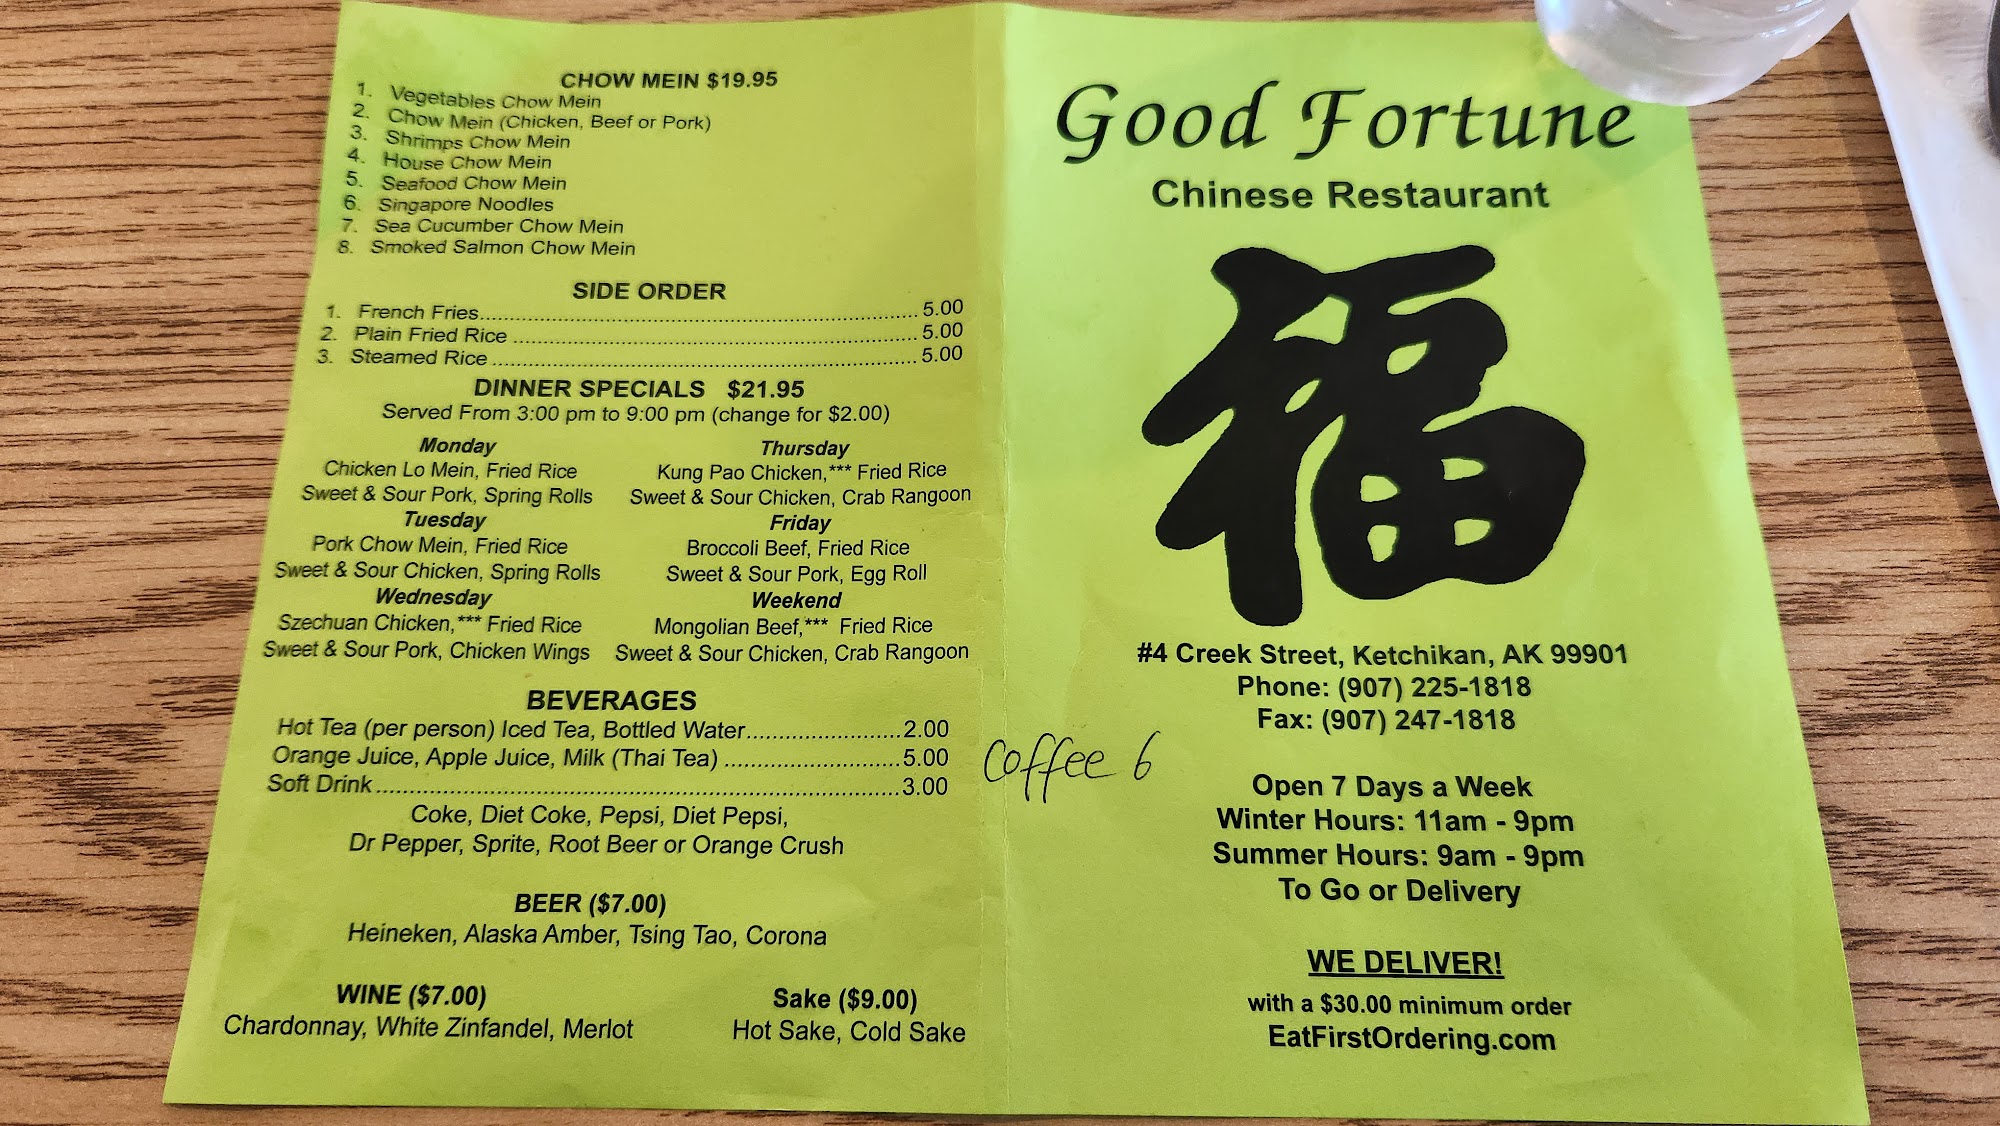 CHOW MEIN $19.95
1. Vegetables Chow Mein
2. Chow Mein (Chicken, Beef or Pork)
3. Shrimps Chow Mein
4. House Chow Mein
5. Seafood Chow Mein
6. Singapore Noodles
7. Sea Cucumber Chow Mein
8. Smoked Salmon Chow Mein
SIDE ORDER
1. French Fries 5.00
2. Plain Fried Rice 5.00
3. Steamed Rice 5.00
DINNER SPECIALS $21.95
Served From 3:00 pm to 9:00 pm (change for $2.00)
Monday
Chicken Lo Mein, Fried Rice
Sweet & Sour Pork, Spring Rolls
Tuesday
Pork Chow Mein, Fried Rice
Sweet & Sour Chicken, Spring Rolls
Wednesday
Szechuan Chicken,*** Fried Rice
Sweet & Sour Pork, Chicken Wings
Thursday
Kung Pao Chicken,*** Fried Rice
Sweet & Sour Chicken, Crab Rangoon
Friday
Broccoli Beef, Fried Rice
Sweet & Sour Pork, Egg Roll
Weekend
Mongolian Beef,*** Fried Rice
Sweet & Sour Chicken, Crab Rangoon
BEVERAGES
Hot Tea (per person) Iced Tea, Bottled Water 2.00
Orange Juice, Apple Juice, Milk (Thai Tea) 5.00
Soft Drink 3.00
Coke, Diet Coke, Pepsi, Diet Pepsi,
Dr Pepper, Sprite, Root Beer or Orange Crush
BEER ($7.00)
Heineken, Alaska Amber, Tsing Tao, Corona
WINE ($7.00)
Chardonnay, White Zinfandel, Merlot
Sake ($9.00)
Hot Sake, Cold Sake
Coffee 6
Good Fortune
Chinese Restaurant
福
#4 Creek Street, Ketchikan, AK 99901
Phone: (907) 225-1818
Fax: (907) 247-1818
Open 7 Days a Week
Winter Hours: 11am - 9pm
Summer Hours: 9am - 9pm
To Go or Delivery
WE DELIVER!
with a $30.00 minimum order
EatFirstOrdering.com